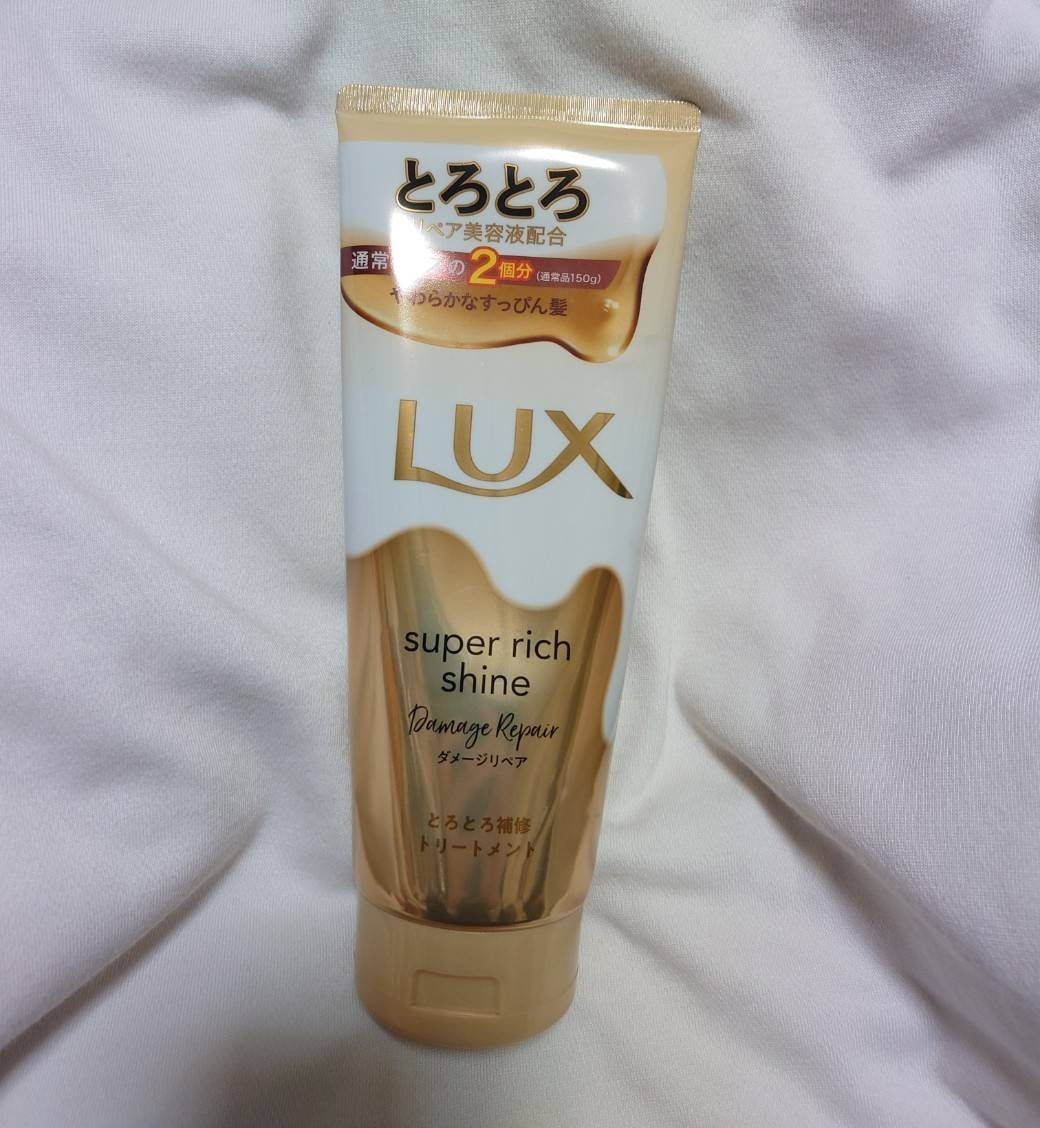 とろとろ
リペア美容液配合
通常 の 2個分 (通常品150g)
やわらかなすっぴん髪
LUX
super rich
shine
Damage Repair
ダメージリペア
とろとろ補修
トリートメント